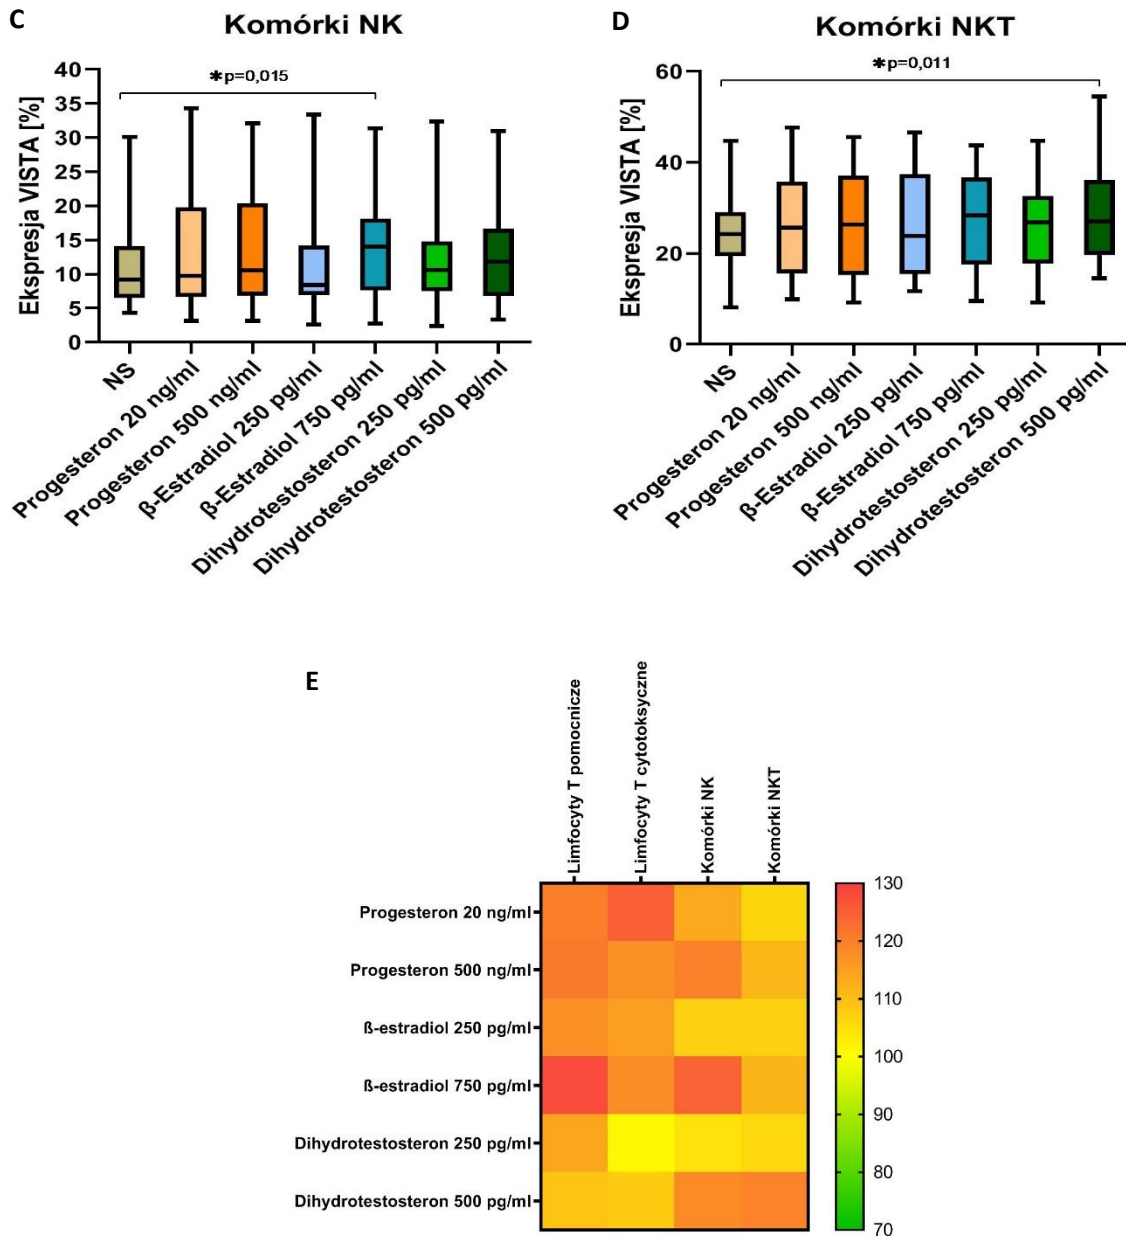 C
Komórki NK
Ekspresja VISTA [%]
40
35
30
25
20
15
10
5
0
*p=0,015
NS
Progesteron 20 ng/ml
Progesteron 500 ng/ml
β-Estradiol 250 pg/ml
β-Estradiol 750 pg/ml
Dihydrotestosteron 250 pg/ml
Dihydrotestosteron 500 pg/ml
D
Komórki NKT
Ekspresja VISTA [%]
60
40
20
0
*p=0,011
NS
Progesteron 20 ng/ml
Progesteron 500 ng/ml
β-Estradiol 250 pg/ml
β-Estradiol 750 pg/ml
Dihydrotestosteron 250 pg/ml
Dihydrotestosteron 500 pg/ml
E
Limfocyty T pomocnicze
Limfocyty T cytotoksyczne
Komórki NK
Komórki NKT
Progesteron 20 ng/ml
Progesteron 500 ng/ml
ß-estradiol 250 pg/ml
ß-estradiol 750 pg/ml
Dihydrotestosteron 250 pg/ml
Dihydrotestosteron 500 pg/ml
130
120
110
100
90
80
70